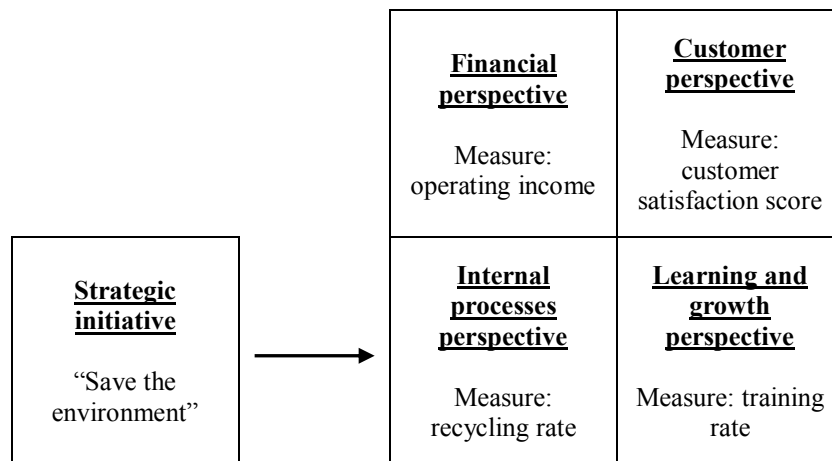 Financial
perspective
Measure:
operating income
Customer
perspective
Measure:
customer
satisfaction score
Strategic
initiative
“Save the
environment”
Internal
processes
perspective
Measure:
recycling rate
Learning and
growth
perspective
Measure: training
rate